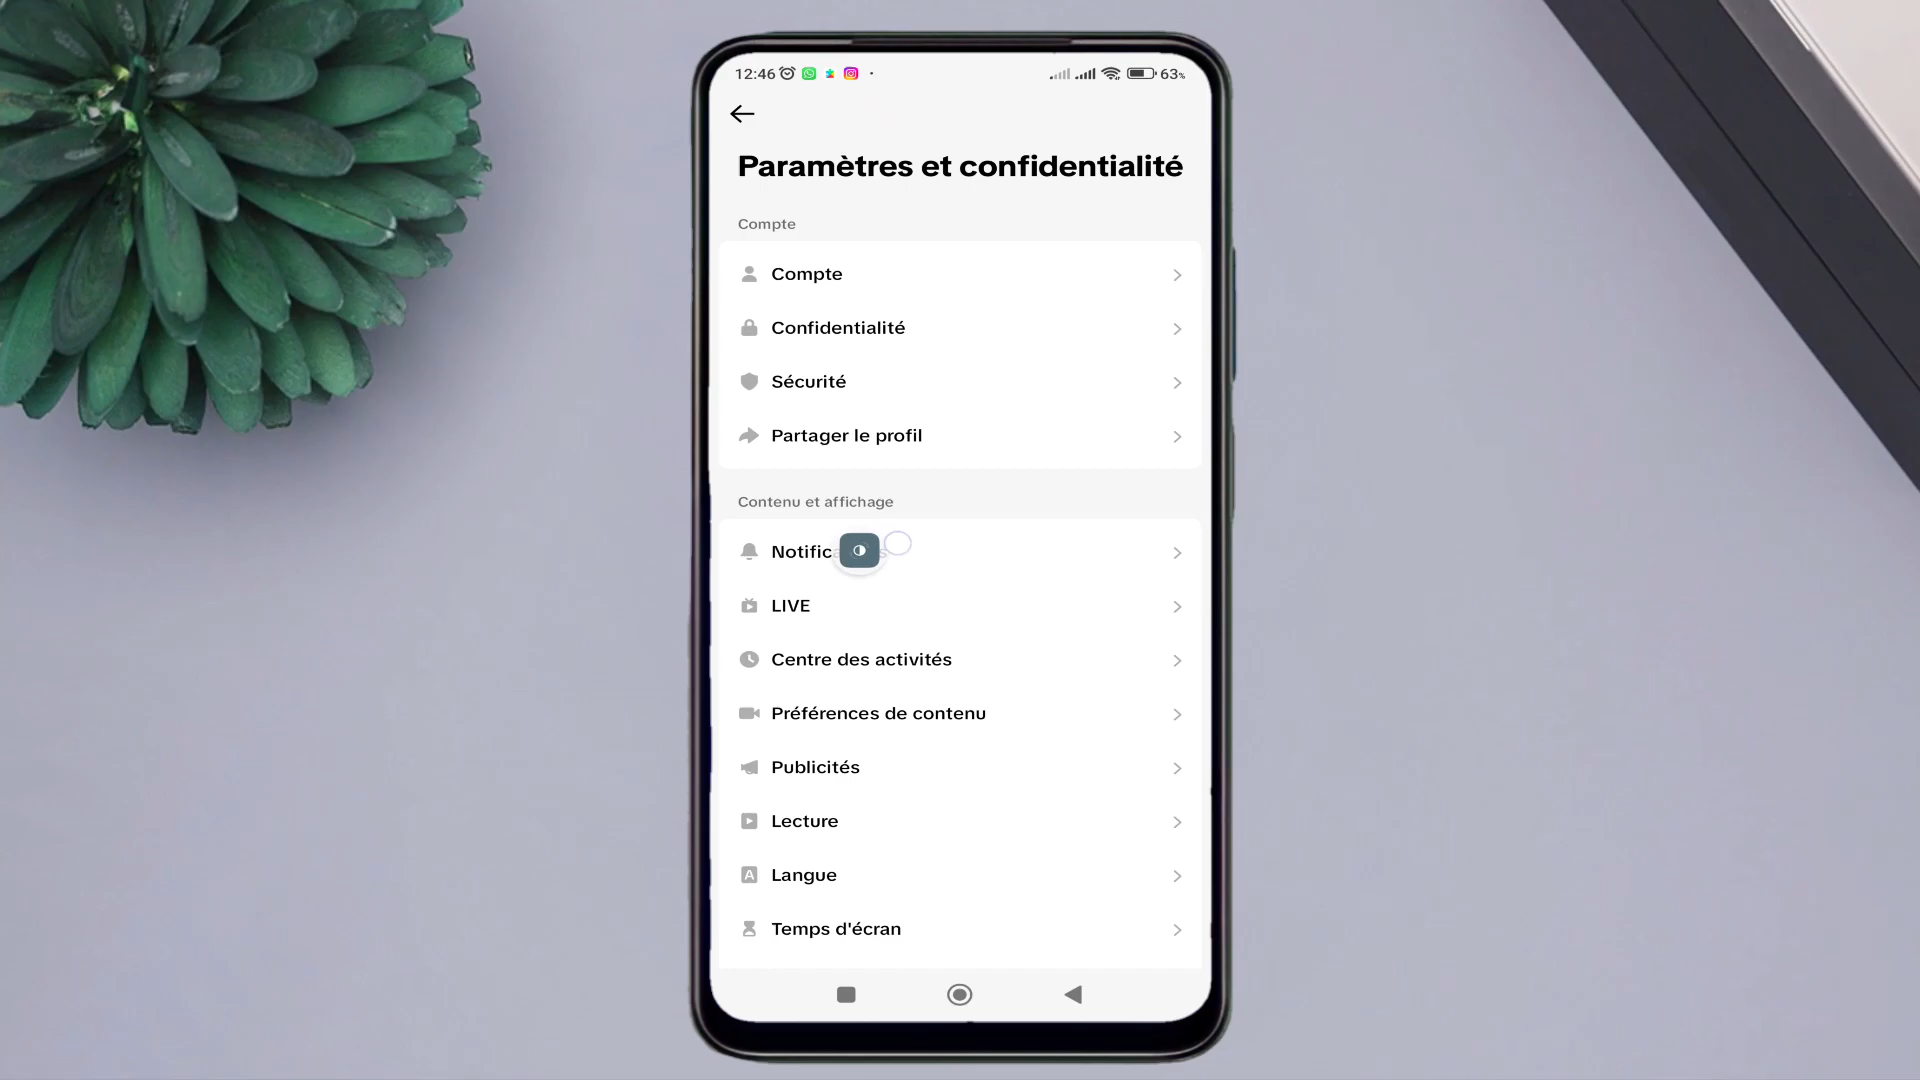 12:46 63%
Paramètres et confidentialité
Compte
Compte
Confidentialité
Sécurité
Partager le profil
Contenu et affichage
Notific
LIVE
Centre des activités
Préférences de contenu
Publicités
Lecture
A Langue
Temps d'écran